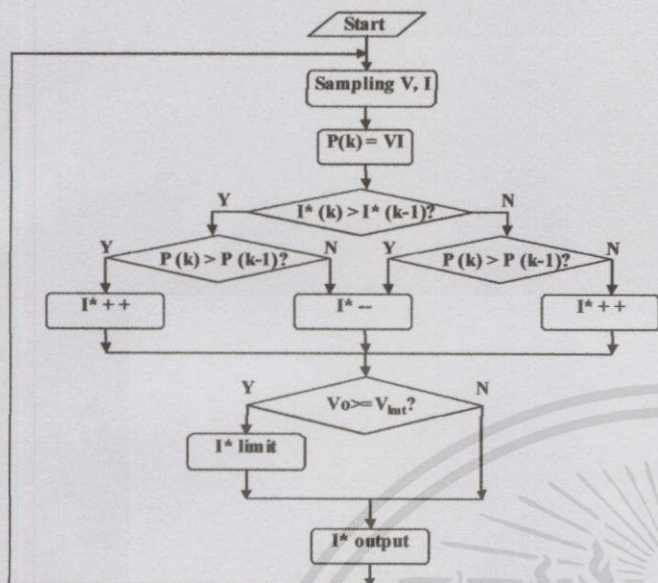 Start
Sampling V, I
P(k) = VI
Y
N
I* (k) > I* (k-1)?
Y
N
Y
N
P (k) > P (k-1)?
P (k) > P (k-1)?
I* + +
I* --
I* + +
Y
N
Vo>=Vlmt?
I* limit
I* output